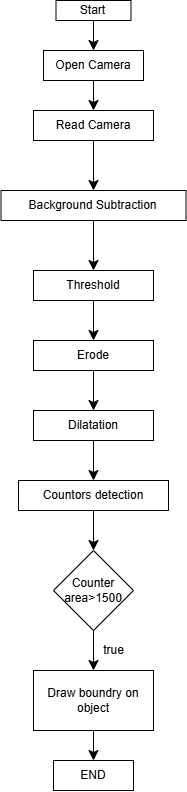 Start
Open Camera
Read Camera
Background Subtraction
Threshold
Erode
Dilatation
Countors detection
Counter
area>1500
true
Draw boundry on
object
END